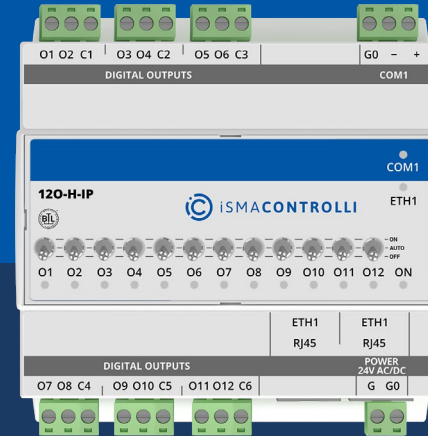 O1 O2 C1 O3 O4 C2 O5 O6 C3 G0 – +
DIGITAL OUTPUTS COM1
COM1
12O-H-IP
ETH1
BTL
iSMACONTROLLI
ON
AUTO
OFF
O1 O2 O3 O4 O5 O6 O7 O8 O9 O10 O11 O12 ON
ETH1 ETH1
RJ45 RJ45
DIGITAL OUTPUTS POWER
24V AC/DC
O7 O8 C4 O9 O10 C5 O11 O12 C6 G G0